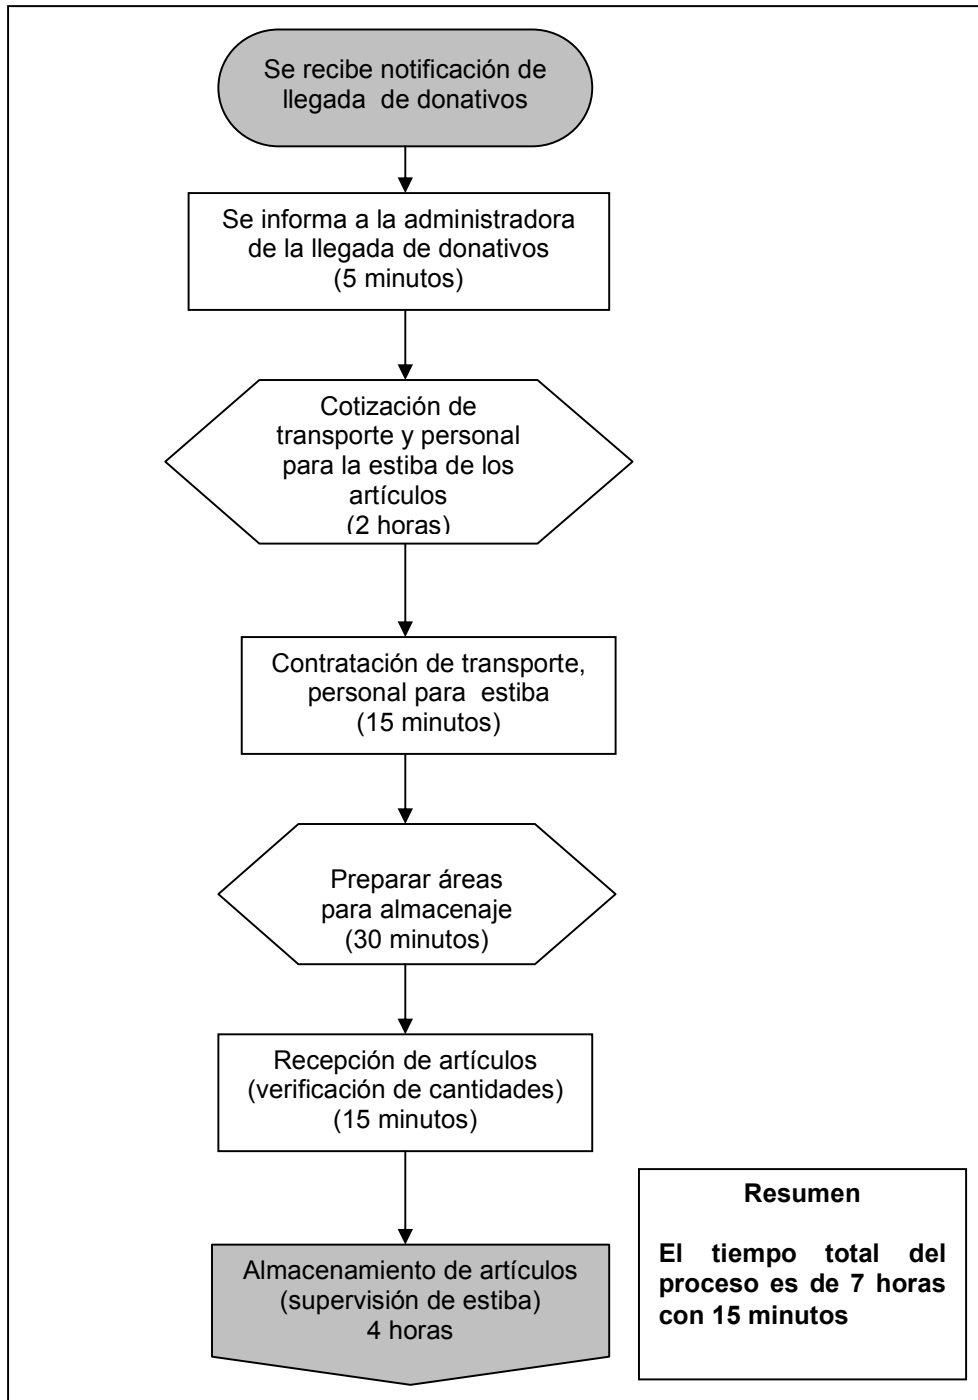 Se recibe notificación de
llegada de donativos
Se informa a la administradora
de la llegada de donativos
(5 minutos)
Cotización de
transporte y personal
para la estiba de los
artículos
(2 horas)
Contratación de transporte,
personal para estiba
(15 minutos)
Preparar áreas
para almacenaje
(30 minutos)
Recepción de artículos
(verificación de cantidades)
(15 minutos)
Almacenamiento de artículos
(supervisión de estiba)
4 horas
Resumen
El tiempo total del
proceso es de 7 horas
con 15 minutos